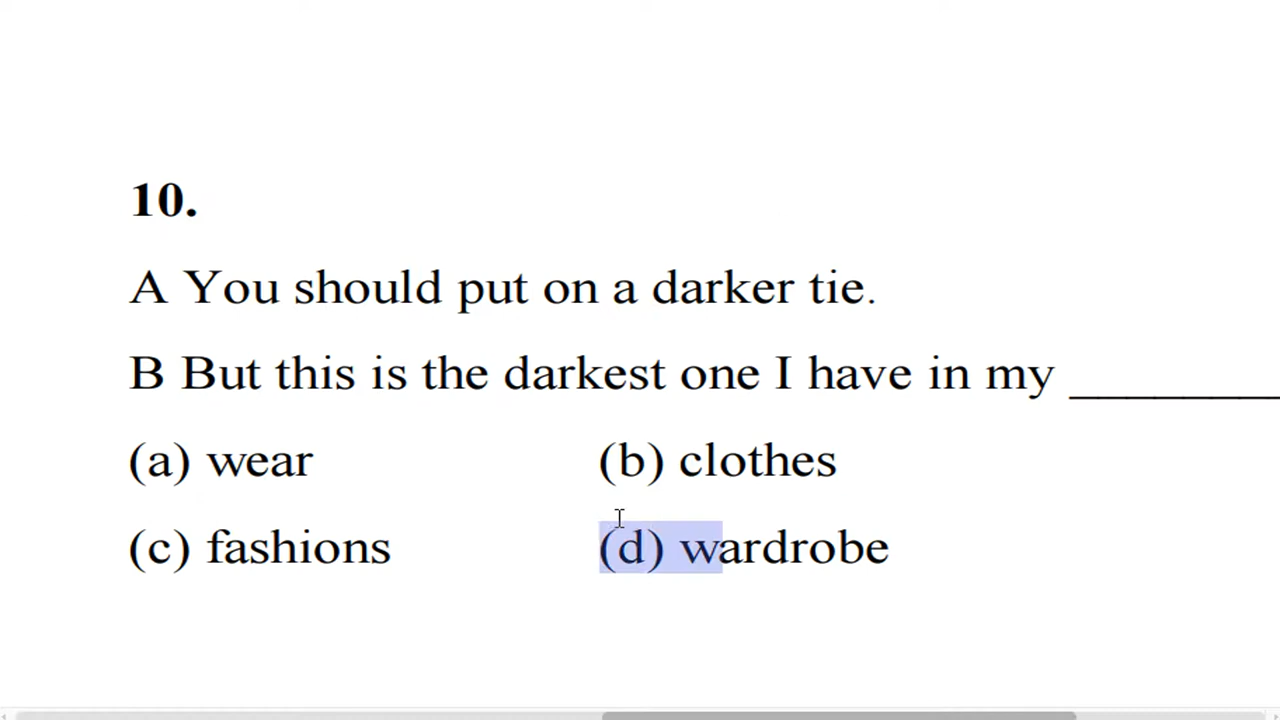 10.
A You should put on a darker tie.
B But this is the darkest one I have in my ________
(a) wear (b) clothes
(c) fashions (d) wardrobe